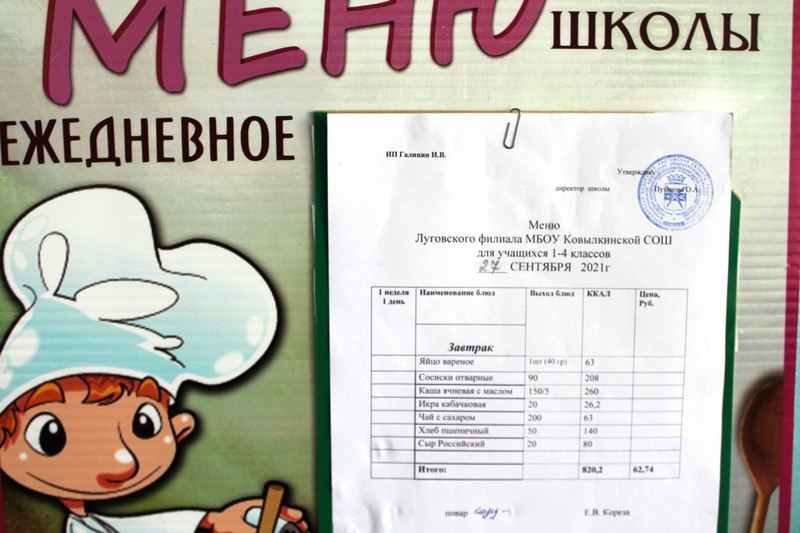 МЕНЮ
ШКОЛЫ
ЕЖЕДНЕВНОЕ
ИП Галицин И.В.
Утверждаю
директор школы
Меню
Луговского филиала МБОУ Ковылкинской СОШ
для учащихся 1-4 классов
27 СЕНТЯБРЯ 2021г
1 неделя 1 день Наименование блюд Выход блюд ККАЛ Цена, Руб.
Завтрак
Яйцо вареное 1шт (40 гр) 63
Сосиски отварные 90 208
Каша ячневая с маслом 150/5 260
Икра кабачковая 20 26,2
Чай с сахаром 200 63
Хлеб пшеничный 50 140
Сыр Российский 20 80
Итого: 820,2 62,74
повар Е.В. Кореза